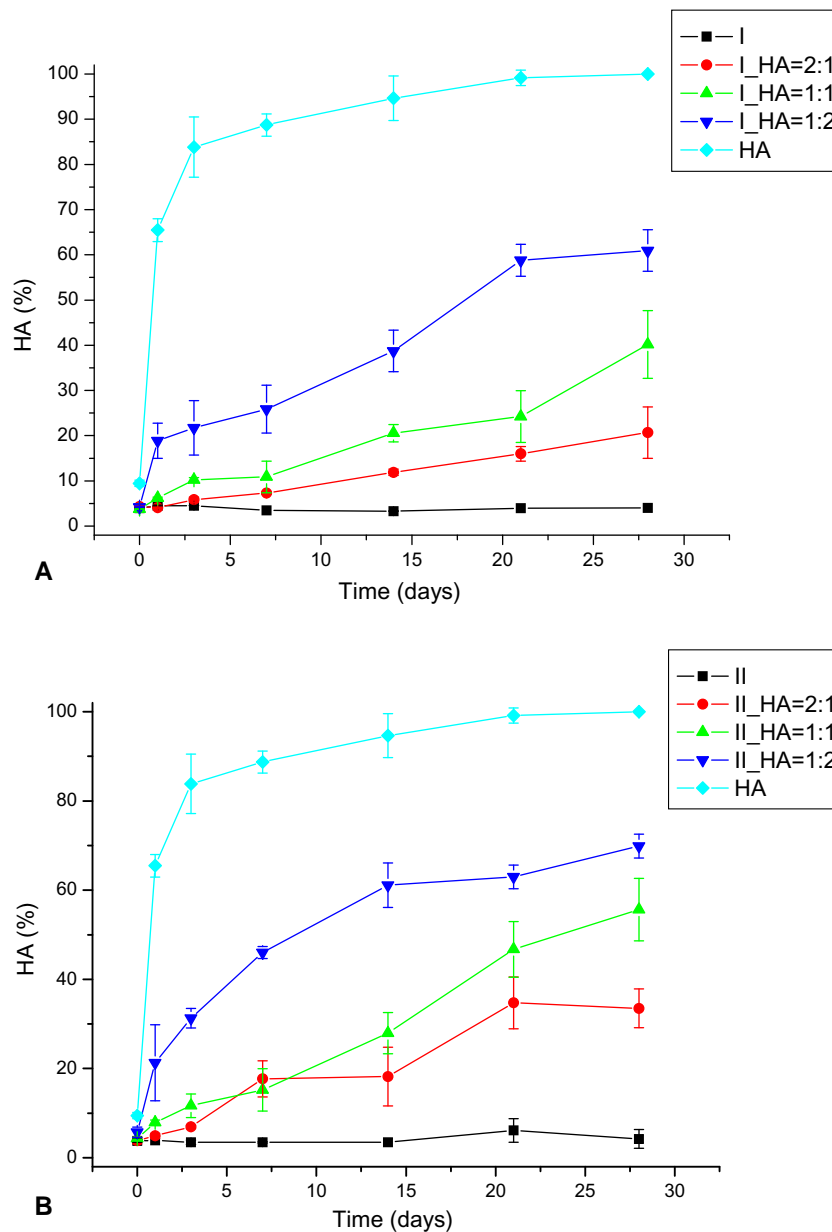 I
I_HA=2:1
I_HA=1:1
I_HA=1:2
HA
100
90
80
70
60
50
40
30
20
10
0
HA (%)
0 5 10 15 20 25 30
A
Time (days)
II
II_HA=2:1
II_HA=1:1
II_HA=1:2
HA
100
80
60
40
20
0
HA (%)
0 5 10 15 20 25 30
B
Time (days)